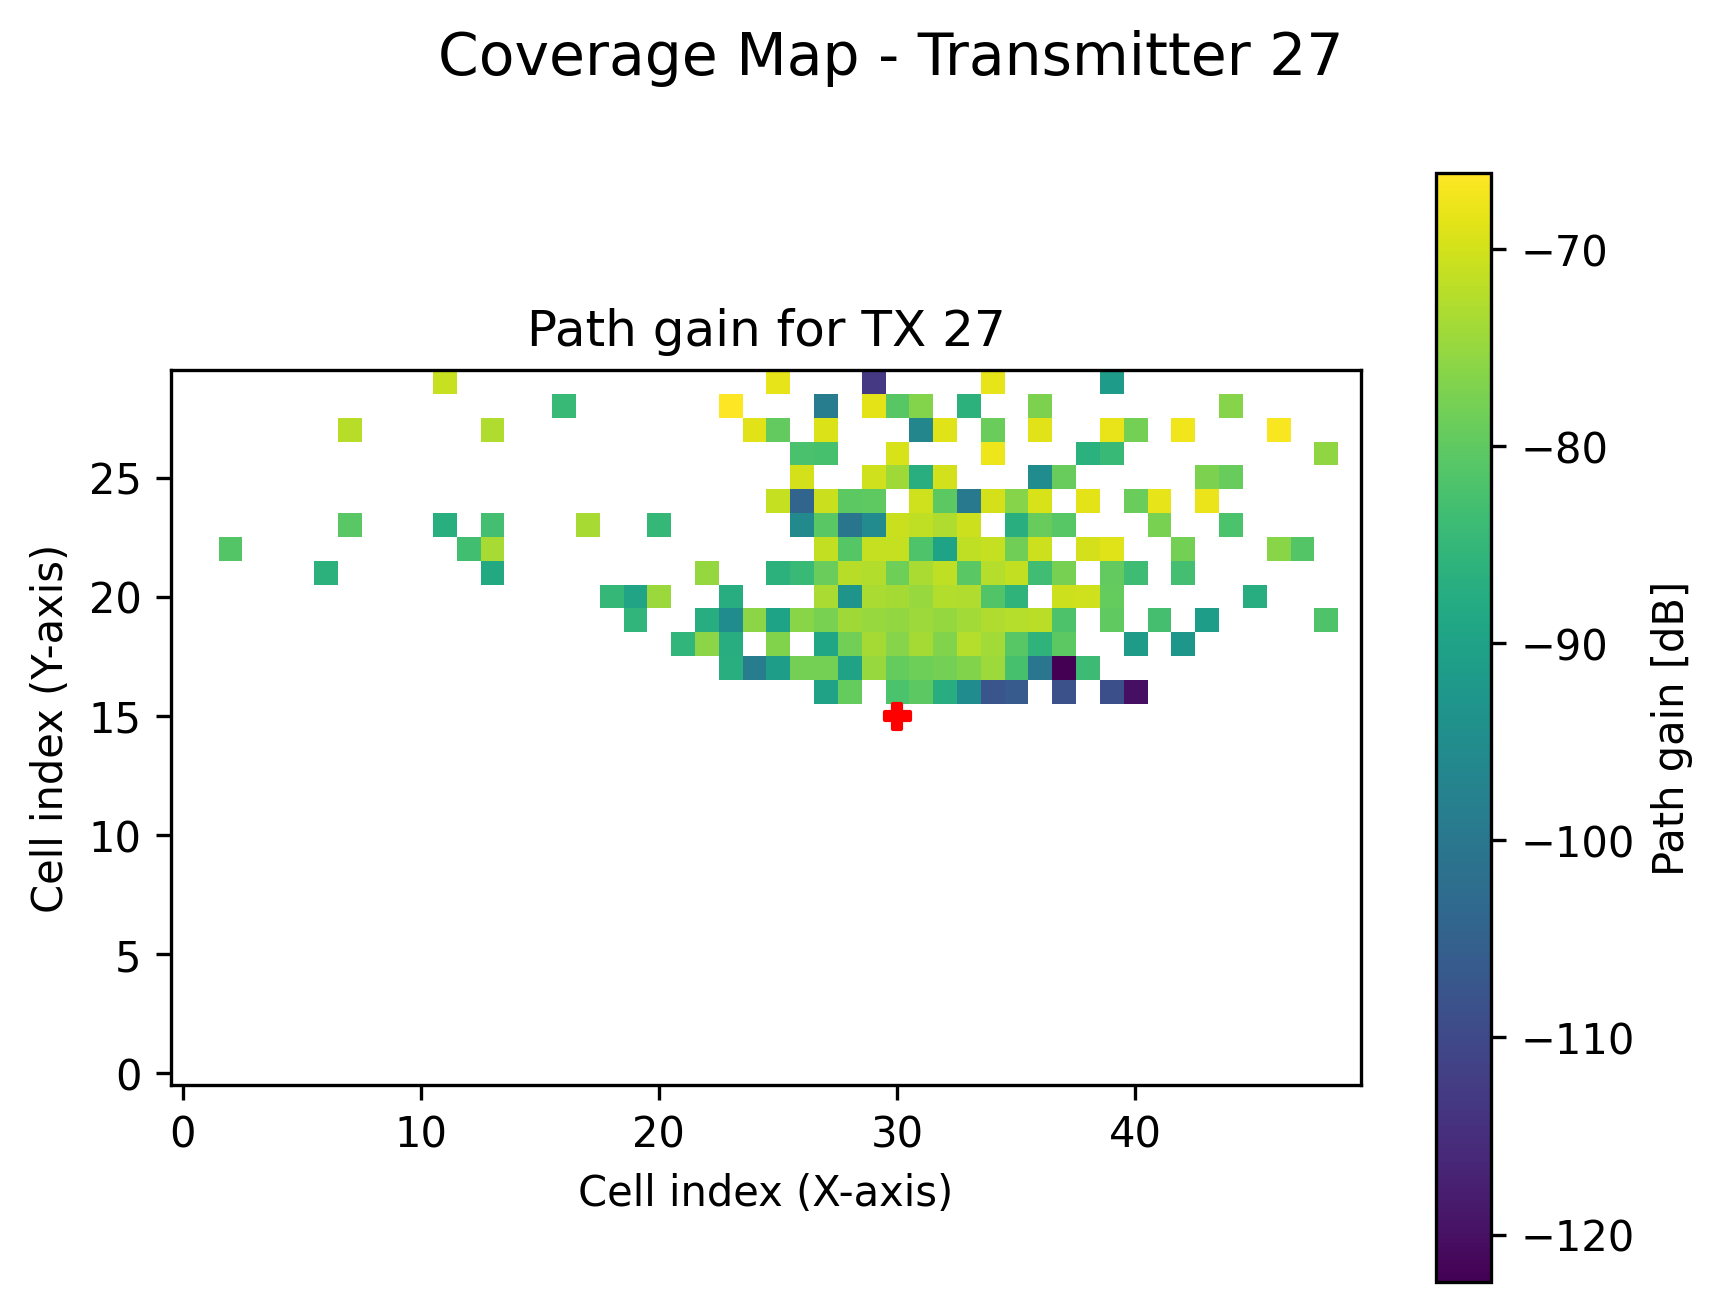 Coverage Map - Transmitter 27
Path gain for TX 27
−70
−80
−90
−100
−110
−120
Path gain [dB]
25
20
15
10
5
0
Cell index (Y-axis)
0 10 20 30 40
Cell index (X-axis)